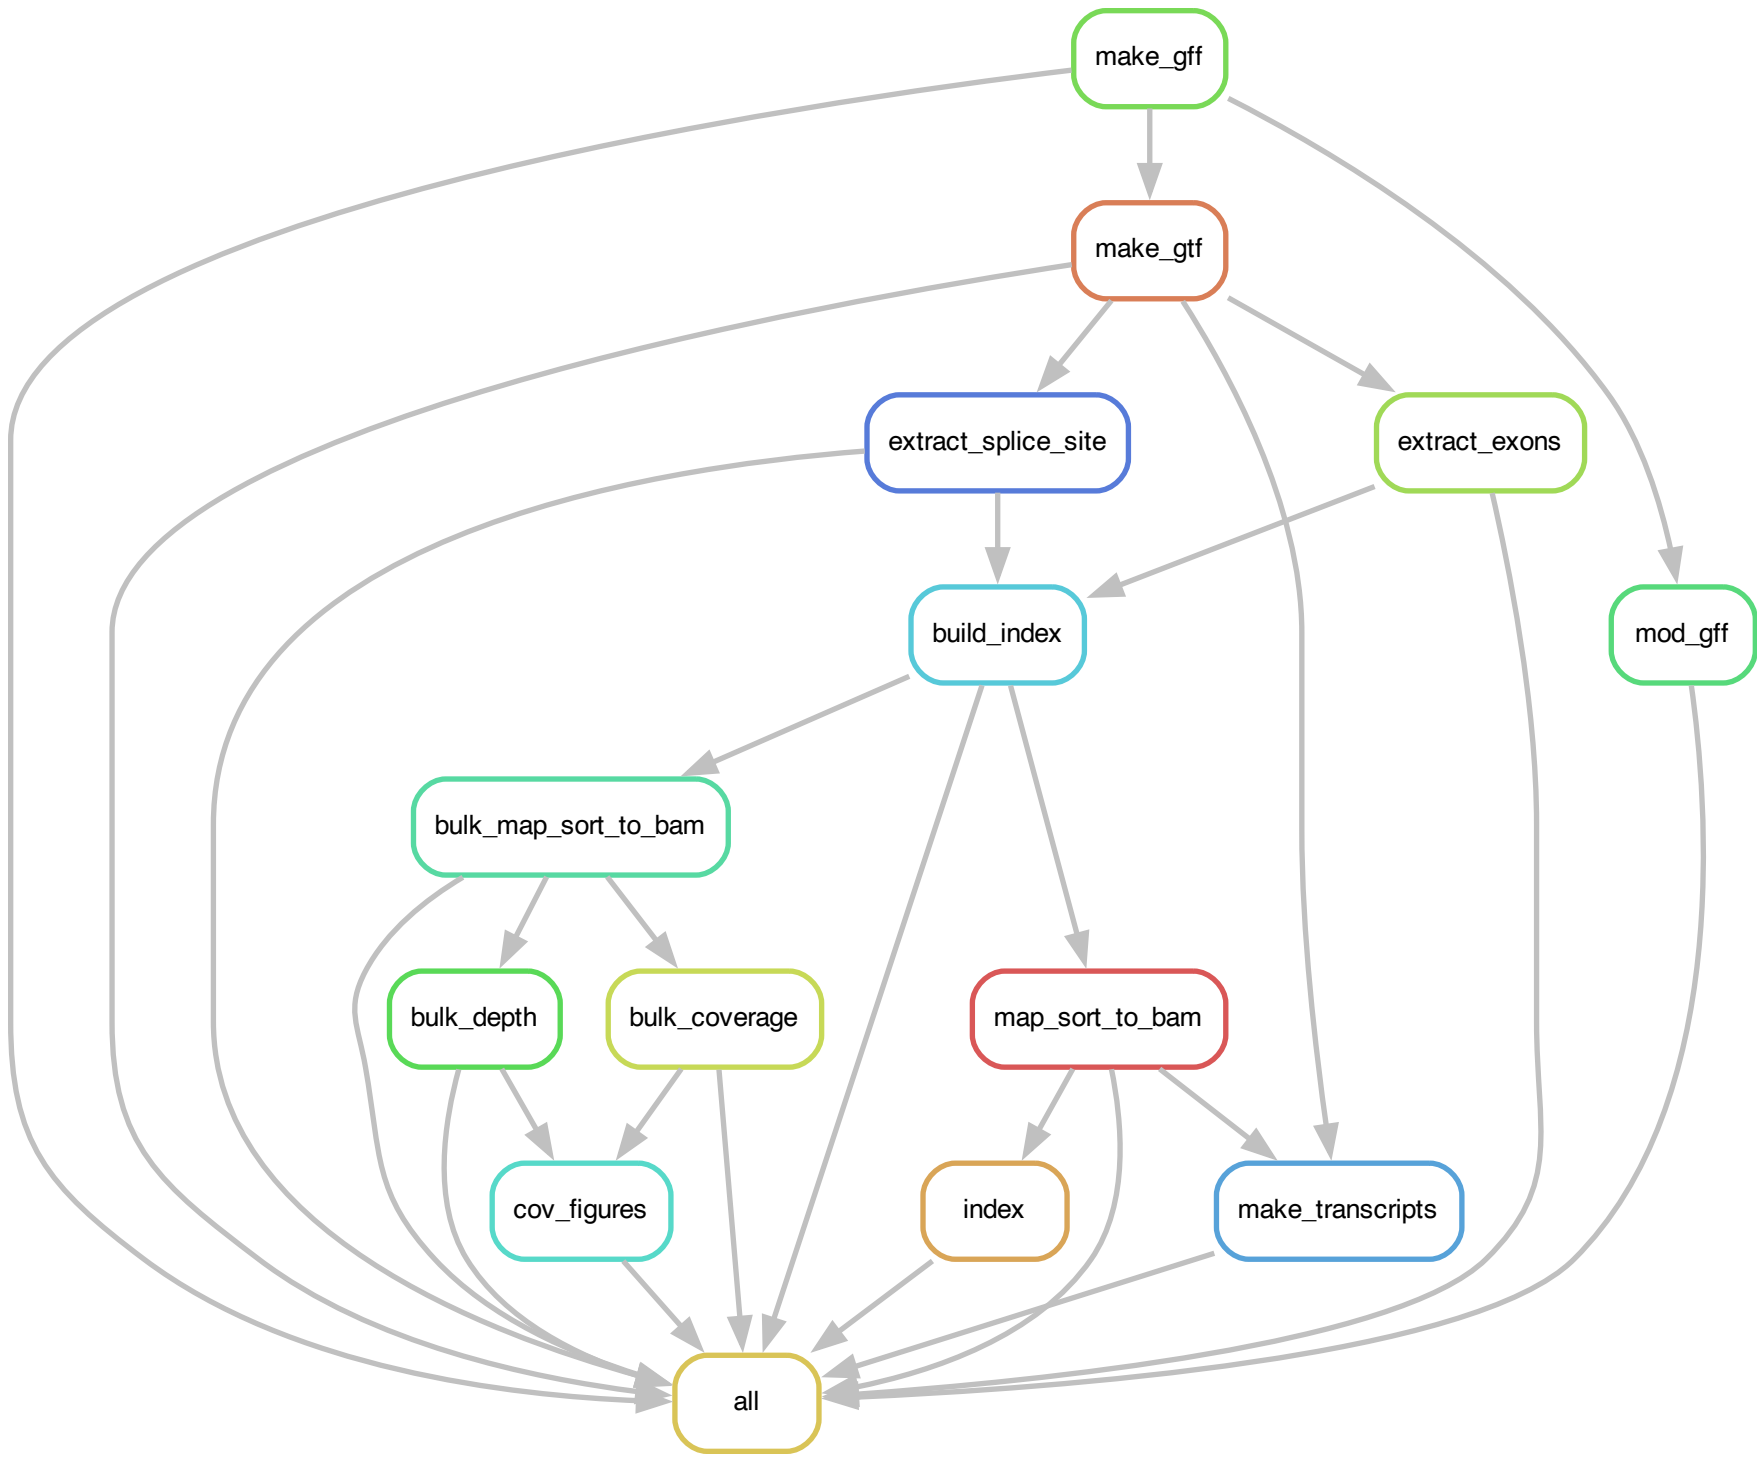 make_gff
make_gtf
extract_splice_site
extract_exons
build_index
mod_gff
bulk_map_sort_to_bam
bulk_depth
bulk_coverage
map_sort_to_bam
cov_figures
index
make_transcripts
all